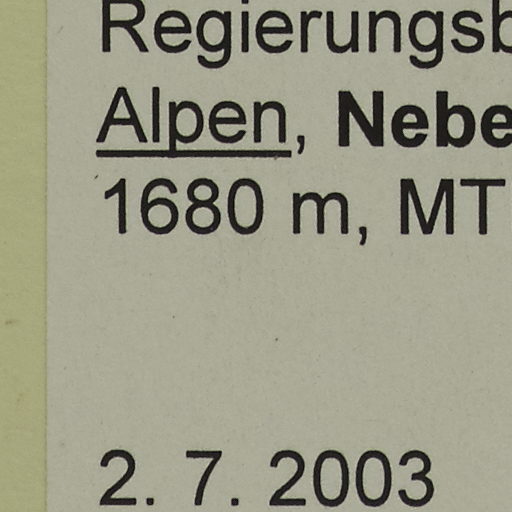 Regierungsb
Alpen, Nebe
1680 m, MT
2. 7. 2003